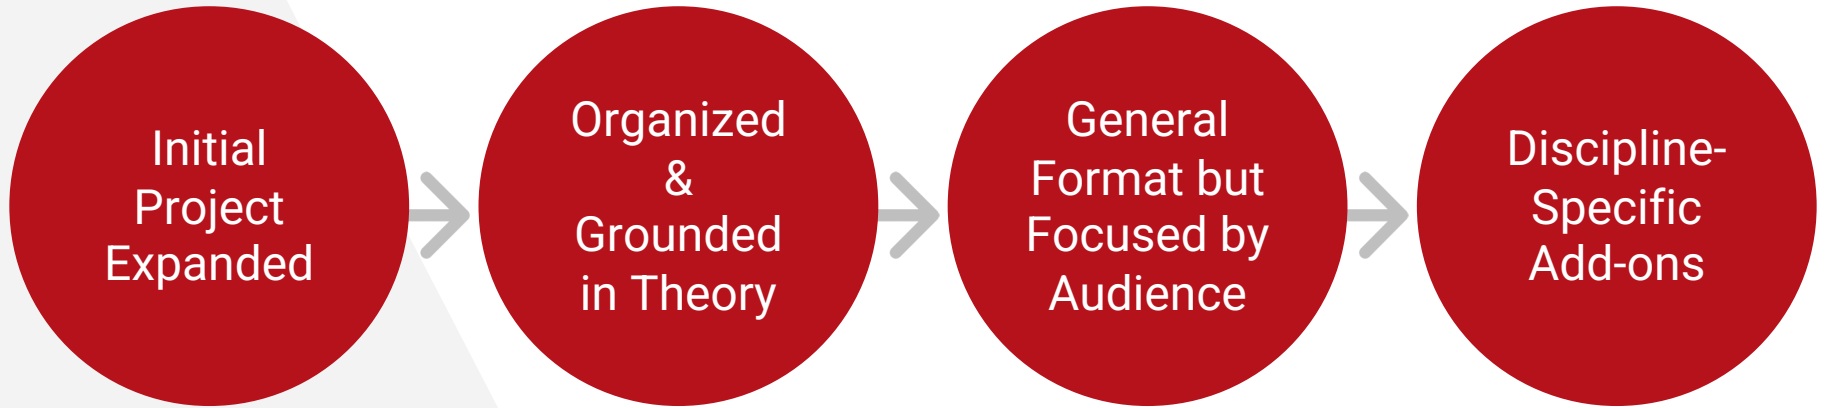 Initial
Project
Expanded
Organized
&
Grounded
in Theory
General
Format but
Focused by
Audience
Discipline-
Specific
Add-ons